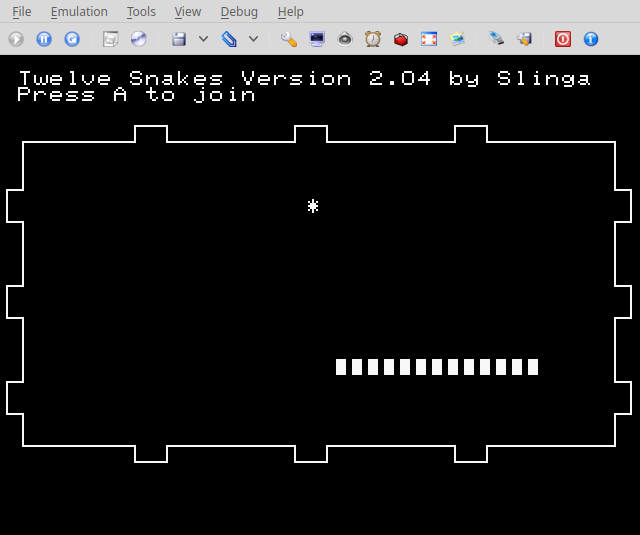 File Emulation Tools View Debug Help
Twelve Snakes Version 2.04 by Slinga
Press A to join